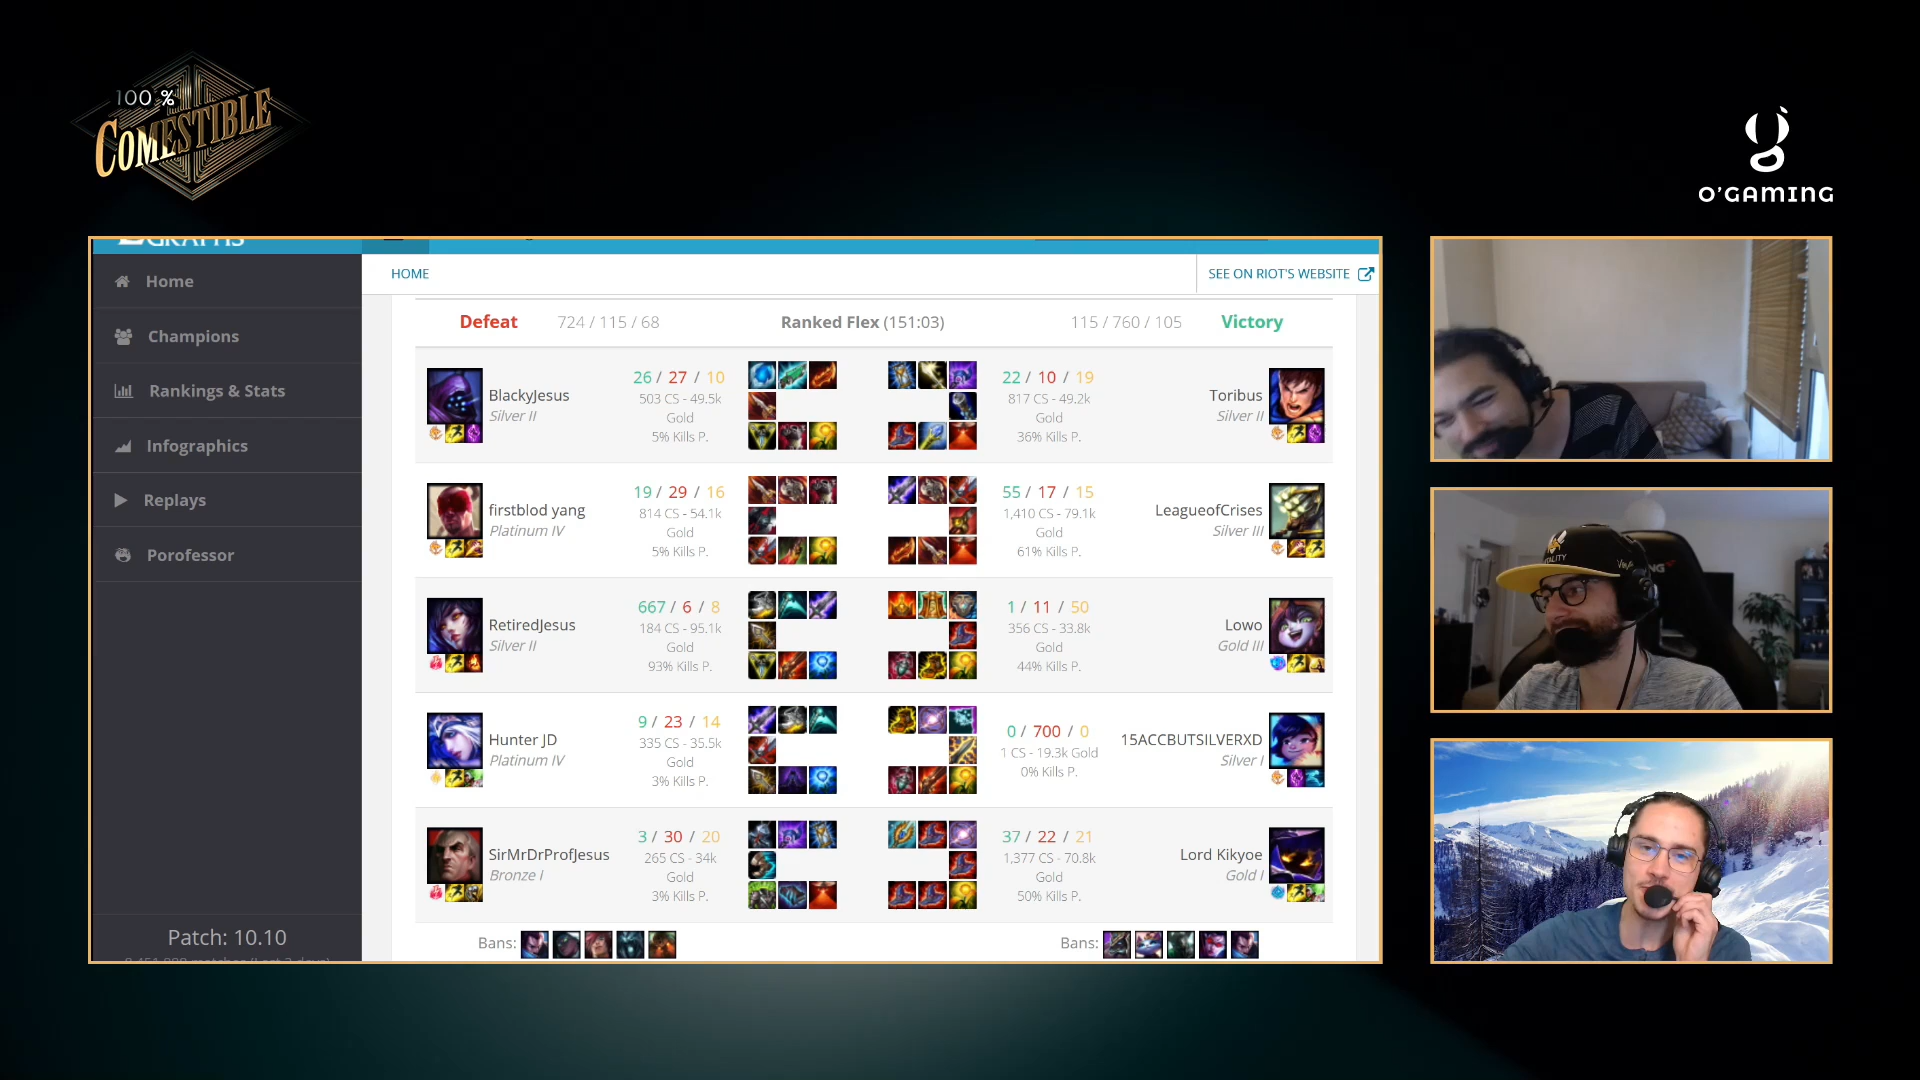 100 %
COMESTIBLE
O'GAMING
GRAPHS
HOME
SEE ON RIOT'S WEBSITE
Home
Champions
Rankings & Stats
Infographics
Replays
Porofessor
Patch: 10.10
Defeat 724 / 115 / 68 Ranked Flex (151:03) 115 / 760 / 105 Victory
BlackyJesus
Silver II
26 / 27 / 10
503 CS - 49.5k
Gold
5% Kills P.
22 / 10 / 19
817 CS - 49.2k
Gold
36% Kills P.
Toribus
Silver II
firstblod yang
Platinum IV
19 / 29 / 16
814 CS - 54.1k
Gold
5% Kills P.
55 / 17 / 15
1,410 CS - 79.1k
Gold
61% Kills P.
LeagueofCrises
Silver III
RetiredJesus
Silver II
667 / 6 / 8
184 CS - 95.1k
Gold
93% Kills P.
1 / 11 / 50
356 CS - 33.8k
Gold
44% Kills P.
Lowo
Gold III
Hunter JD
Platinum IV
9 / 23 / 14
335 CS - 35.5k
Gold
3% Kills P.
0 / 700 / 0
1 CS - 19.3k Gold
0% Kills P.
15ACCBUTSILVERXD
Silver I
SirMrDrProfJesus
Bronze I
3 / 30 / 20
265 CS - 34k
Gold
3% Kills P.
37 / 22 / 21
1,377 CS - 70.8k
Gold
50% Kills P.
Lord Kikyoe
Gold I
Bans:
Bans: